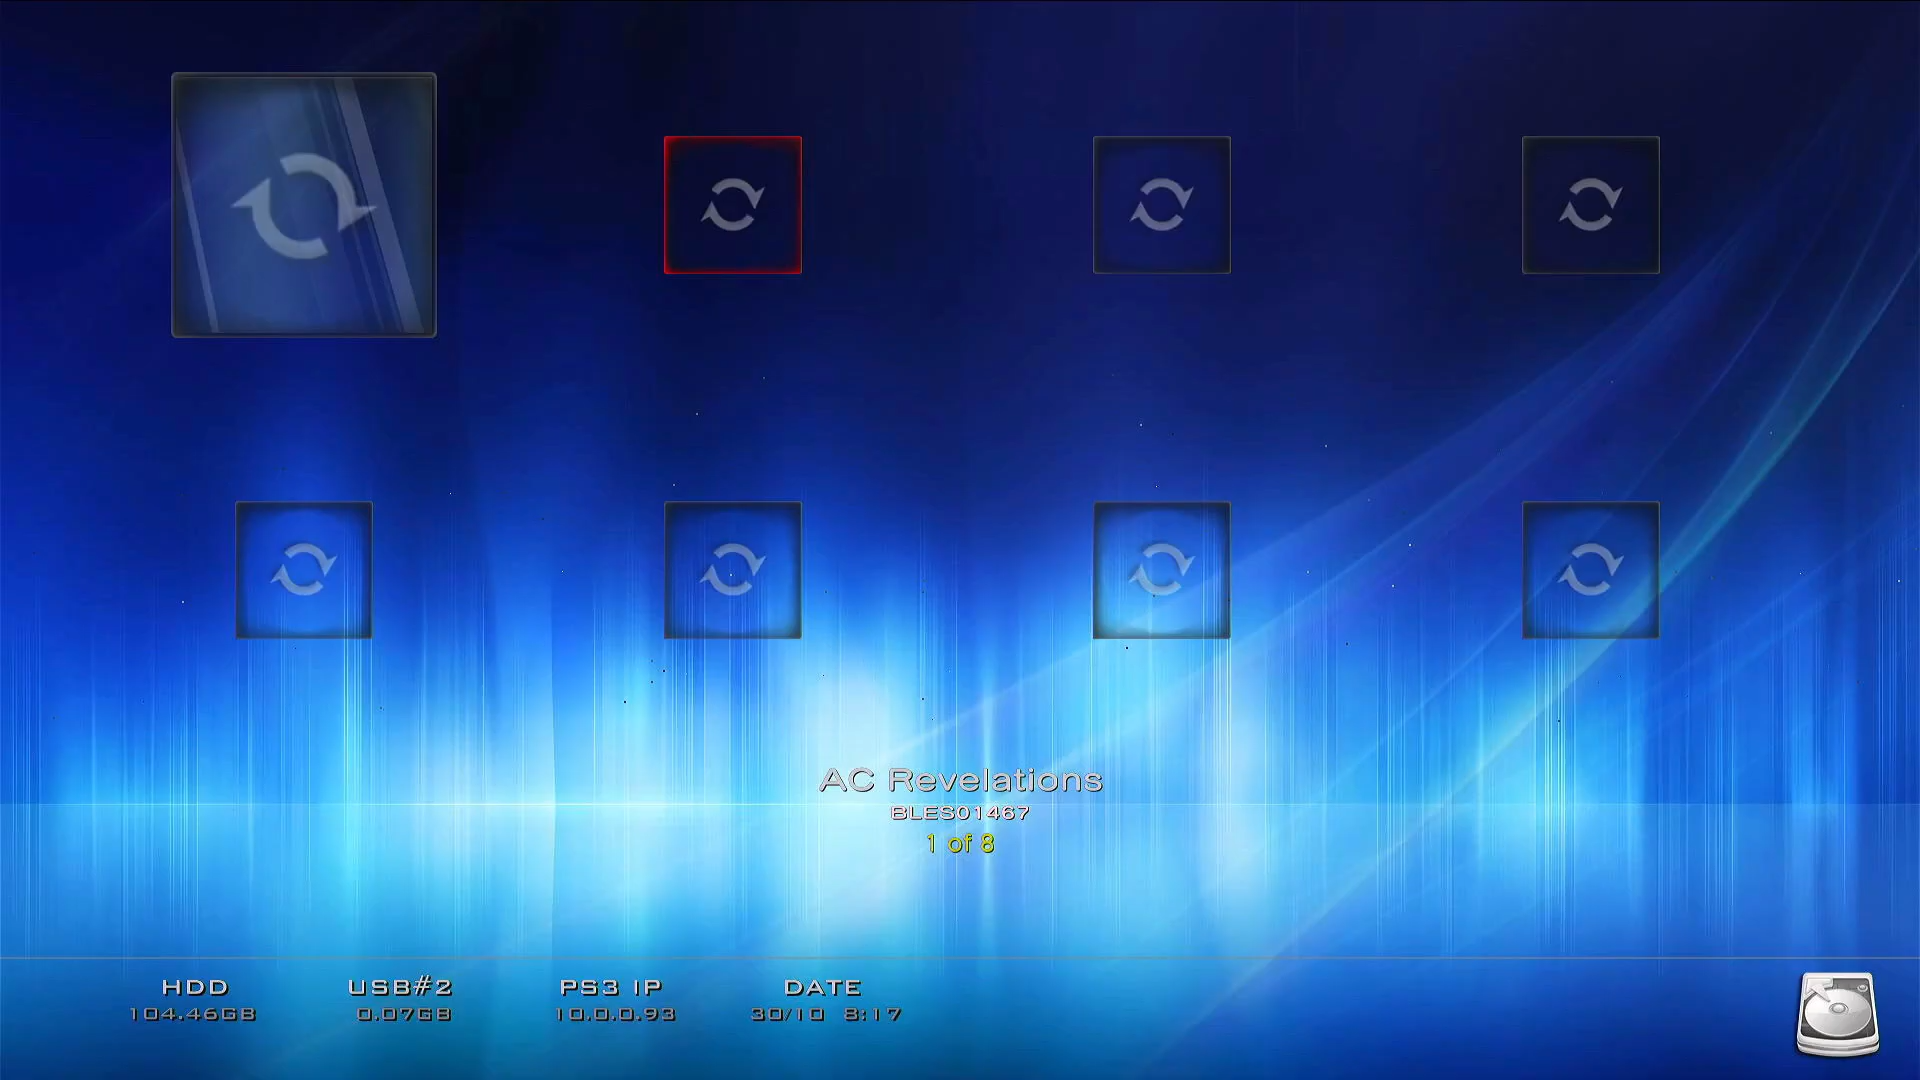 AC Revelations
BLES01467
1 of 8
HDD USB#2 PS3 IP DATE
104.46GB 0.07GB 10.0.0.93 30/10 8:17